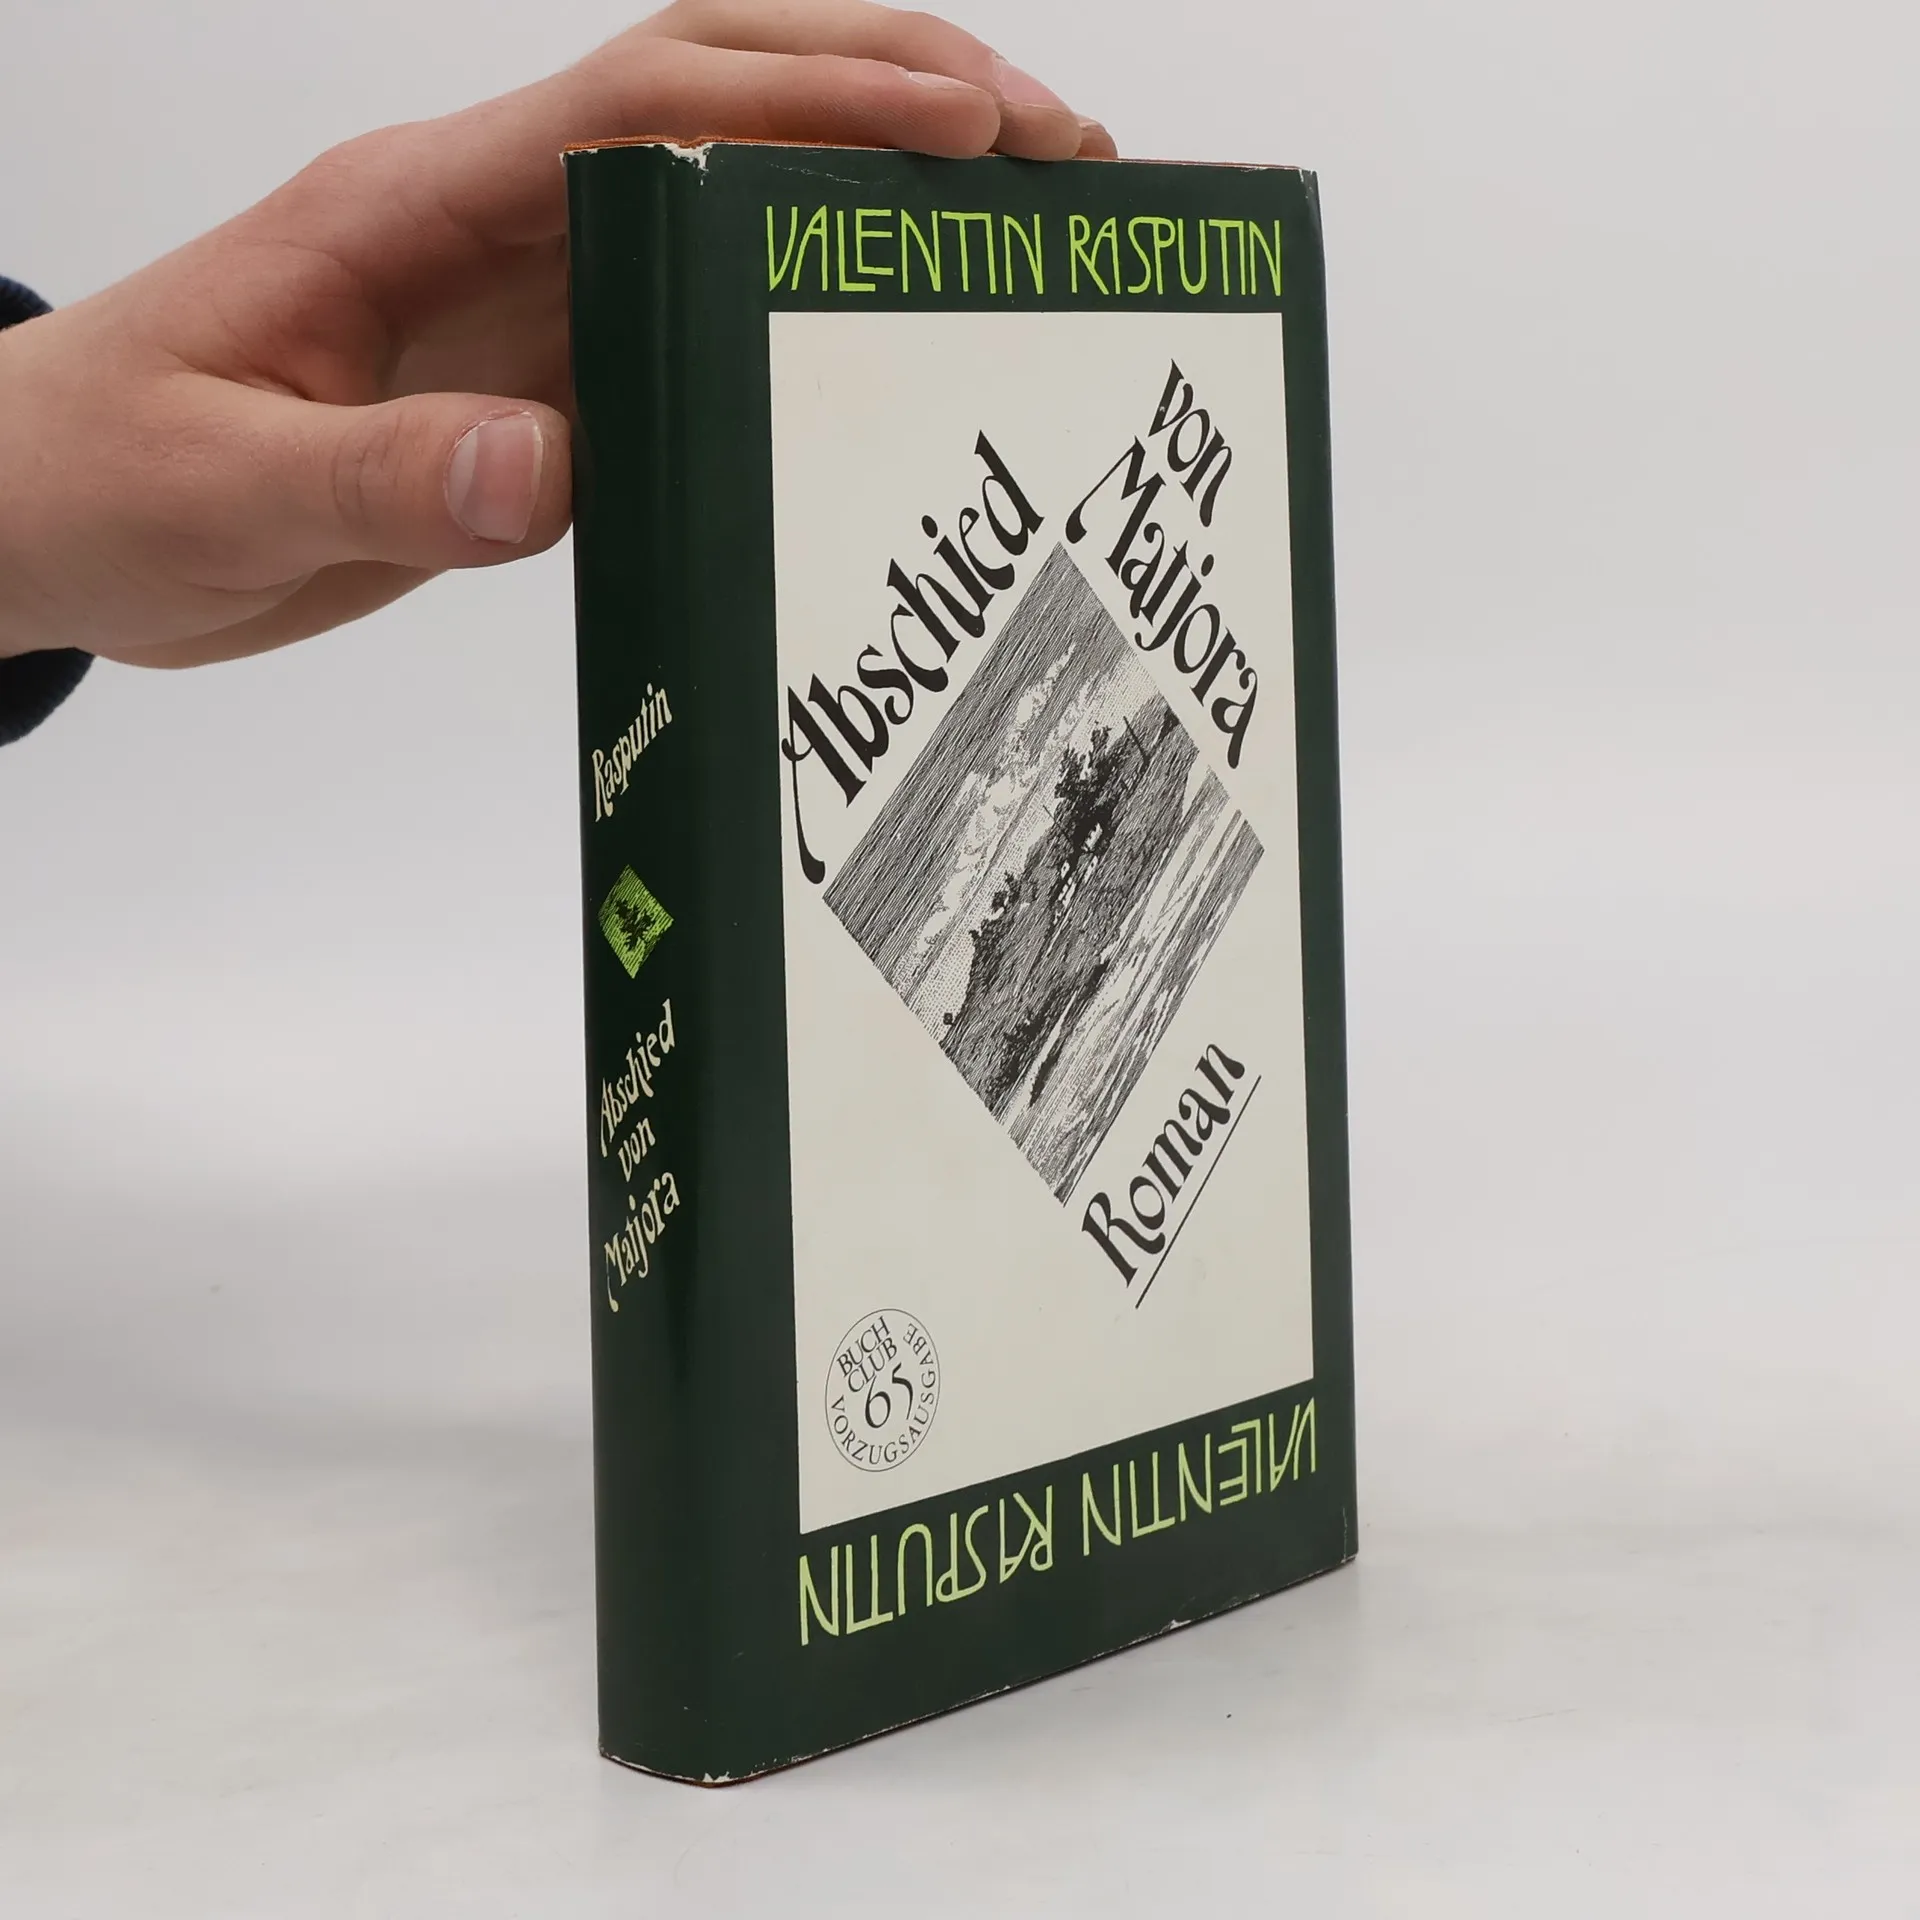 VALENTIN RASPUTIN
Abschied
von
Matjora
Roman
BUCH
CLUB
65
VORZUGSAUSGABE
VALENTIN RASPUTIN
Rasputin
Abschied
von
Matjora